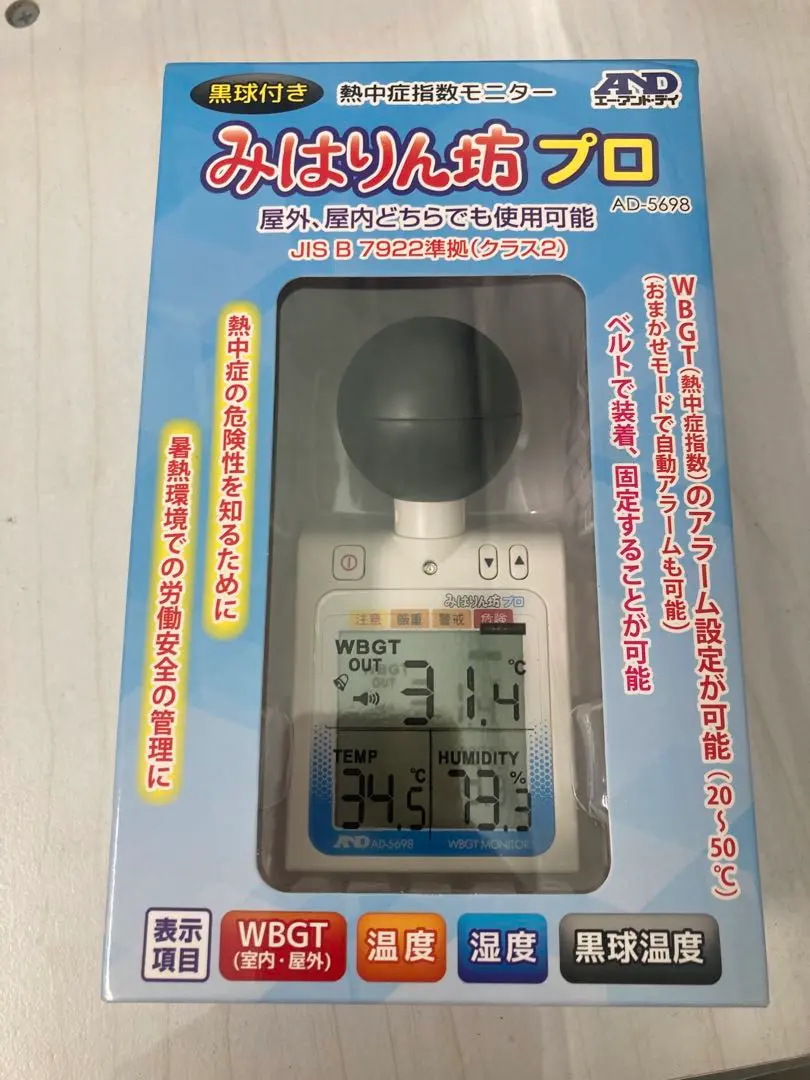 黒球付き
熱中症指数モニター
AND
エー・アンド・デイ
みはりん坊 プロ
AD-5698
屋外、屋内どちらでも使用可能
JIS B 7922準拠(クラス2)
WBGT(熱中症指数)のアラーム設定が可能(20~50℃)
(おまかせモードで自動アラームも可能)
ベルトで装着、固定することが可能
熱中症の危険性を知るために
暑熱環境での労働安全の管理に
みはりん坊プロ
注意 厳重 警戒 危険
WBGT
OUT
31.4
℃
TEMP
34.5
℃
HUMIDITY
73.3
%
AND AD-5698
WBGT MONITOR
表示
項目
WBGT
(室内・屋外)
温度
湿度
黒球温度